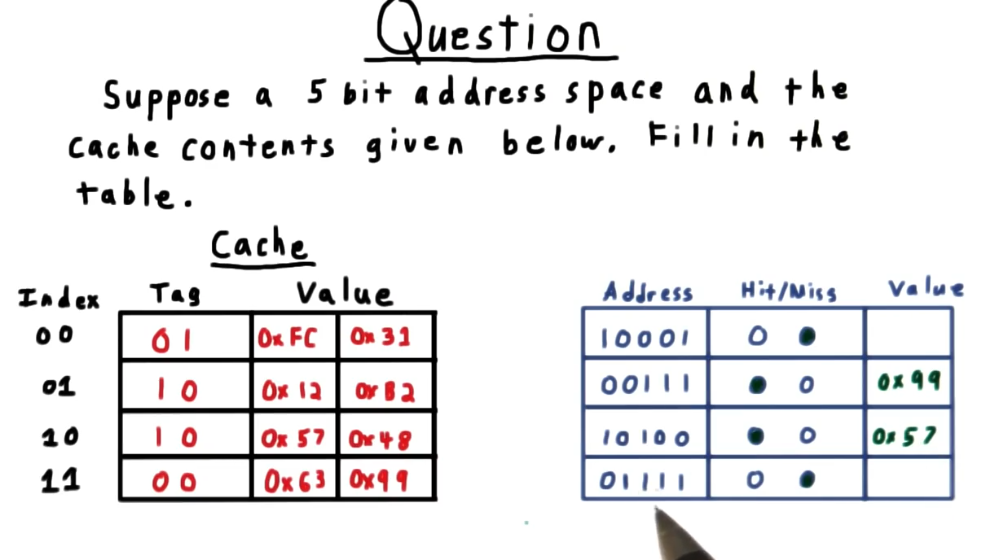 Question
Suppose a 5 bit address space and the
cache contents given below. Fill in the
table.
Cache
Index Tag Value
00 01 0xFC 0x31
01 10 0x12 0x82
10 10 0x57 0x48
11 00 0x63 0x99
Address Hit/Miss Value
10001
00111 0x99
10100 0x57
01111